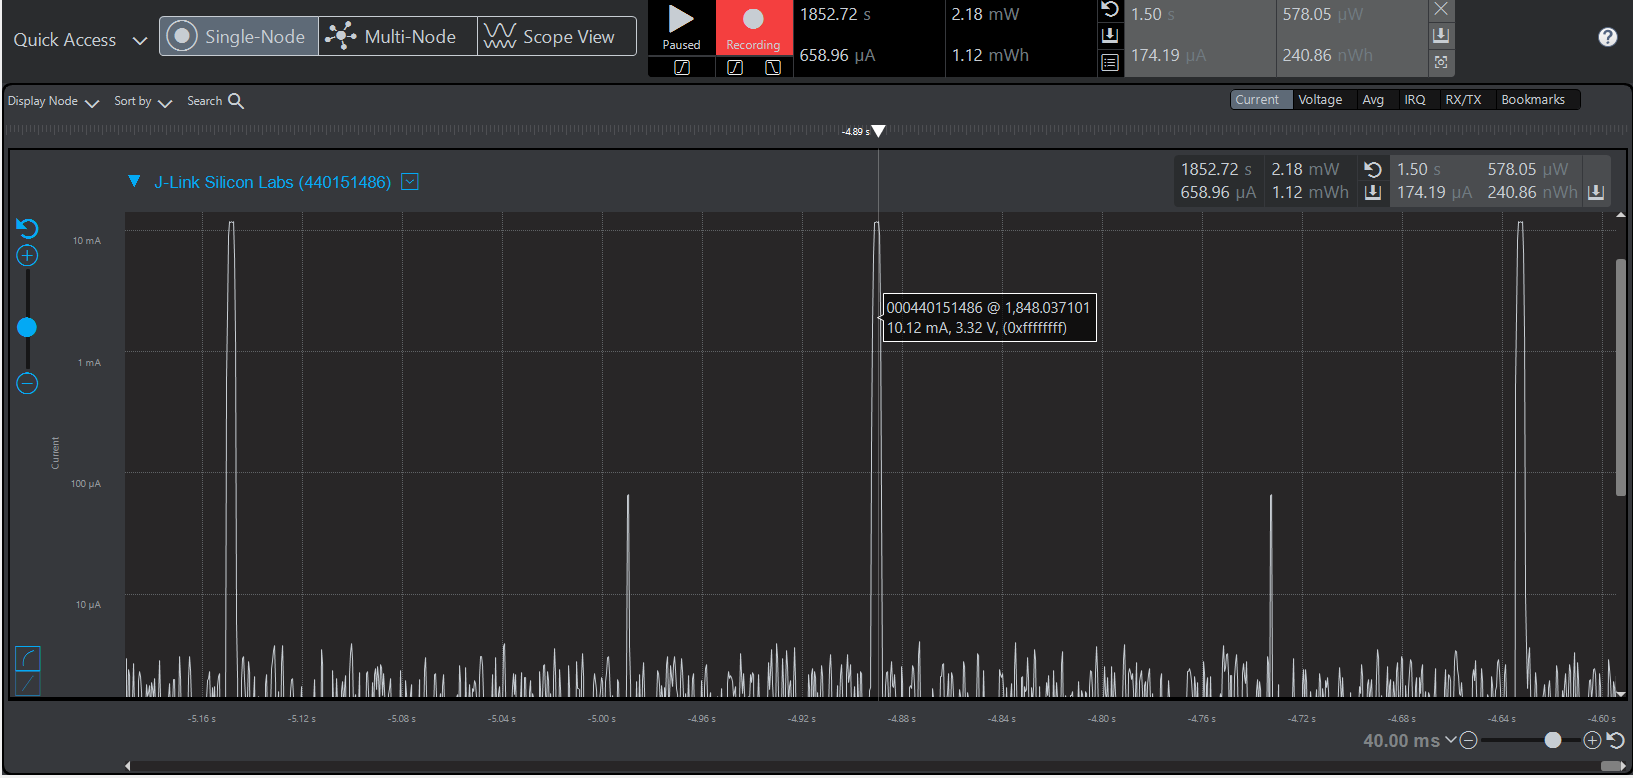 Quick Access
Single-Node
Multi-Node
Scope View
Paused
Recording
1852.72 s
2.18 mW
658.96 µA
1.12 mWh
1.50 s
578.05 µW
174.19 µA
240.86 nWh
Display Node
Sort by
Search
Current
Voltage
Avg
IRQ
RX/TX
Bookmarks
-4.89 s
J-Link Silicon Labs (440151486)
1852.72 s
2.18 mW
1.50 s
578.05 µW
658.96 µA
1.12 mWh
174.19 µA
240.86 nWh
10 mA
000440151486 @ 1,848.037101
10.12 mA, 3.32 V, (0xffffffff)
1 mA
Current
100 µA
10 µA
-5.16 s
-5.12 s
-5.08 s
-5.04 s
-5.00 s
-4.96 s
-4.92 s
-4.88 s
-4.84 s
-4.80 s
-4.76 s
-4.72 s
-4.68 s
-4.64 s
-4.60 s
40.00 ms